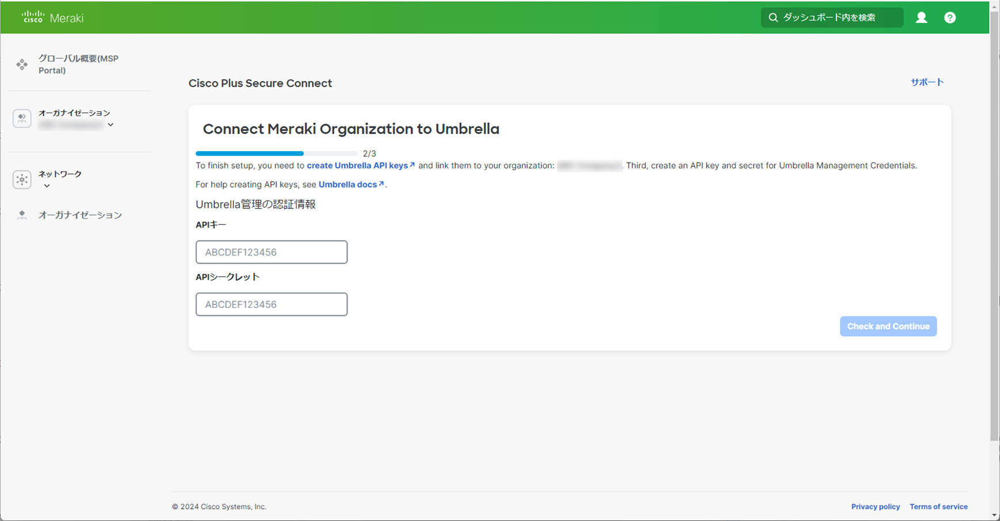 CISCO Meraki
ダッシュボード内を検索
グローバル概要(MSP
Portal)
オーガナイゼーション
ネットワーク
オーガナイゼーション
Cisco Plus Secure Connect
サポート
Connect Meraki Organization to Umbrella
2/3
To finish setup, you need to create Umbrella API keys↗ and link them to your organization: . Third, create an API key and secret for Umbrella Management Credentials.
For help creating API keys, see Umbrella docs↗.
Umbrella管理の認証情報
APIキー
ABCDEF123456
APIシークレット
ABCDEF123456
Check and Continue
© 2024 Cisco Systems, Inc.
Privacy policy Terms of service